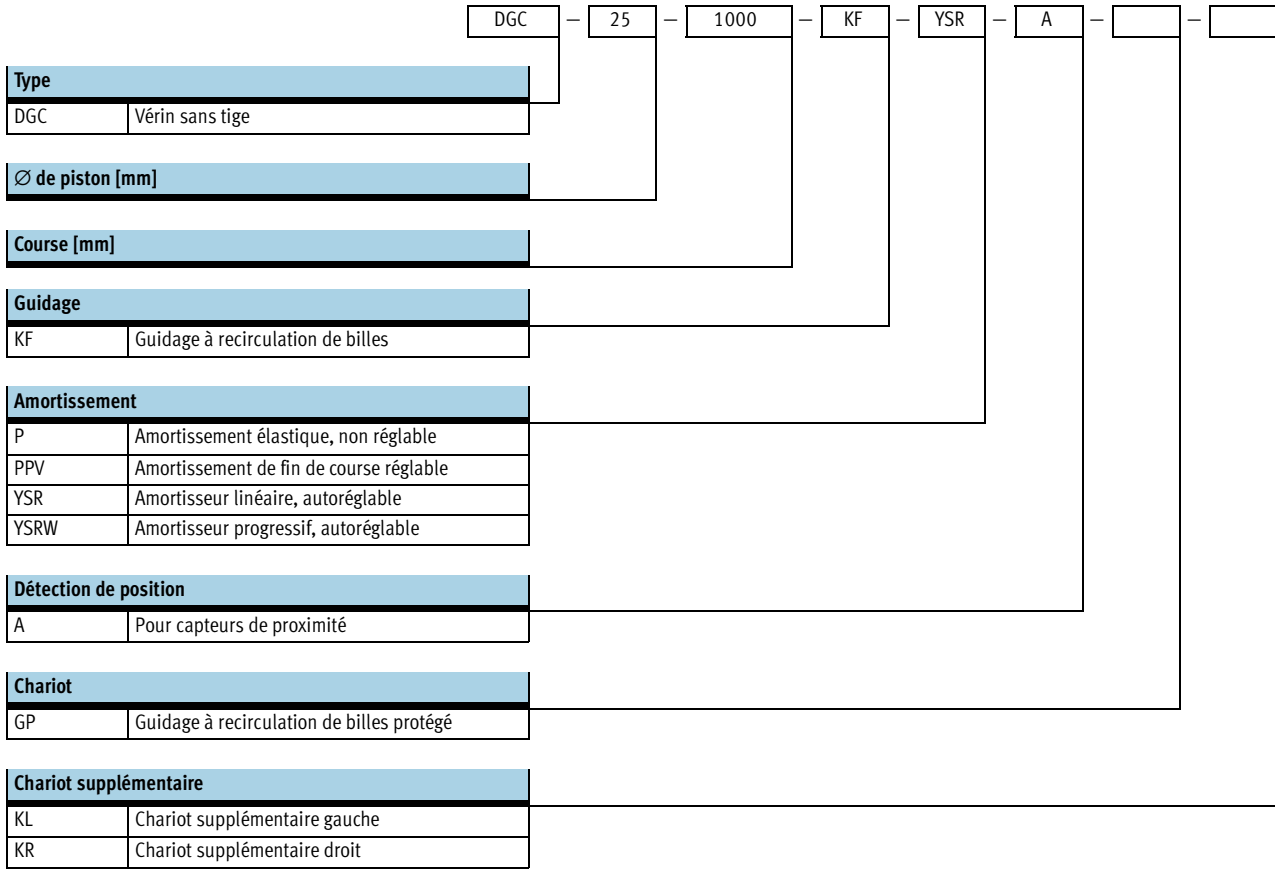 DGC – 25 – 1000 – KF – YSR – A – –
Type
DGC Vérin sans tige
∅ de piston [mm]
Course [mm]
Guidage
KF Guidage à recirculation de billes
Amortissement
P Amortissement élastique, non réglable
PPV Amortissement de fin de course réglable
YSR Amortisseur linéaire, autoréglable
YSRW Amortisseur progressif, autoréglable
Détection de position
A Pour capteurs de proximité
Chariot
GP Guidage à recirculation de billes protégé
Chariot supplémentaire
KL Chariot supplémentaire gauche
KR Chariot supplémentaire droit